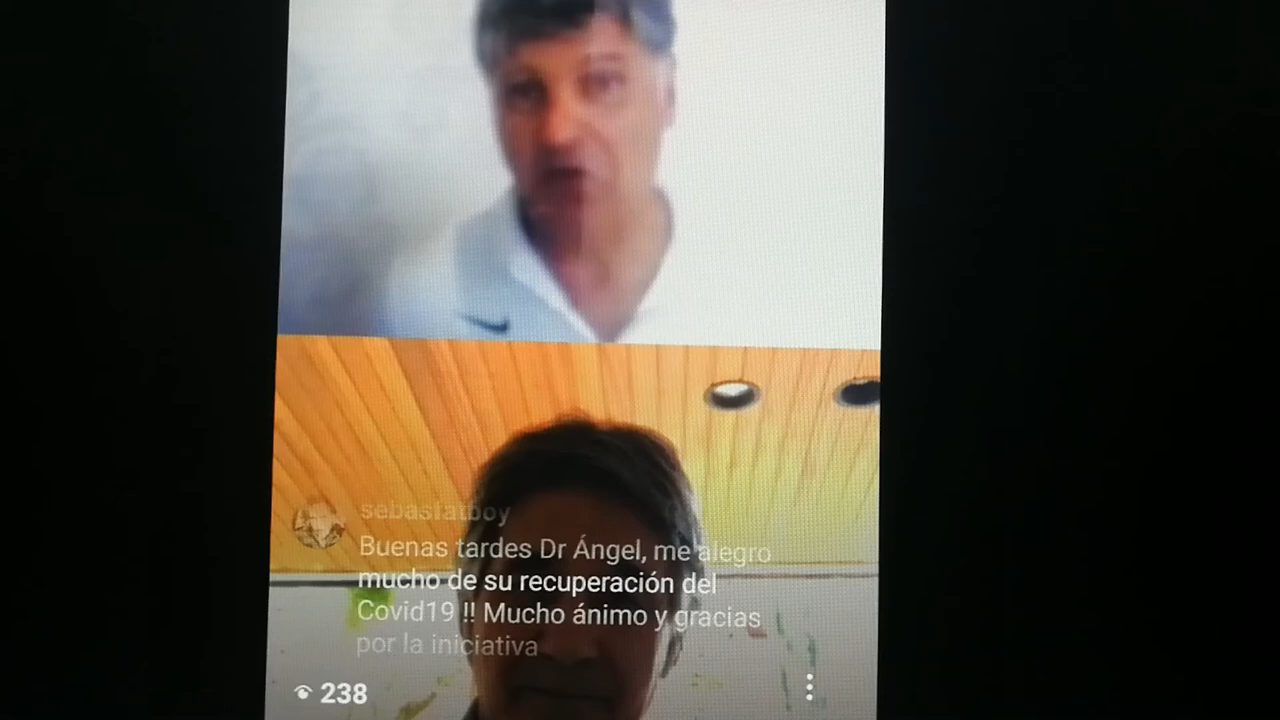 sebasfatboy
Buenas tardes Dr Ángel, me alegro
mucho de su recuperación del
Covid19 !! Mucho ánimo y gracias
por la iniciativa
238